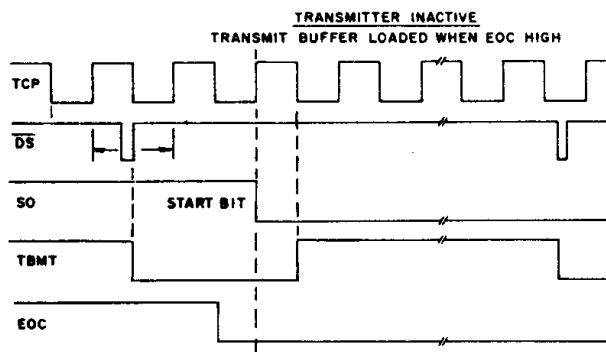 TRANSMITTER INACTIVE
TRANSMIT BUFFER LOADED WHEN EOC HIGH
TCP
DS
SO
START BIT
TBMT
EOC